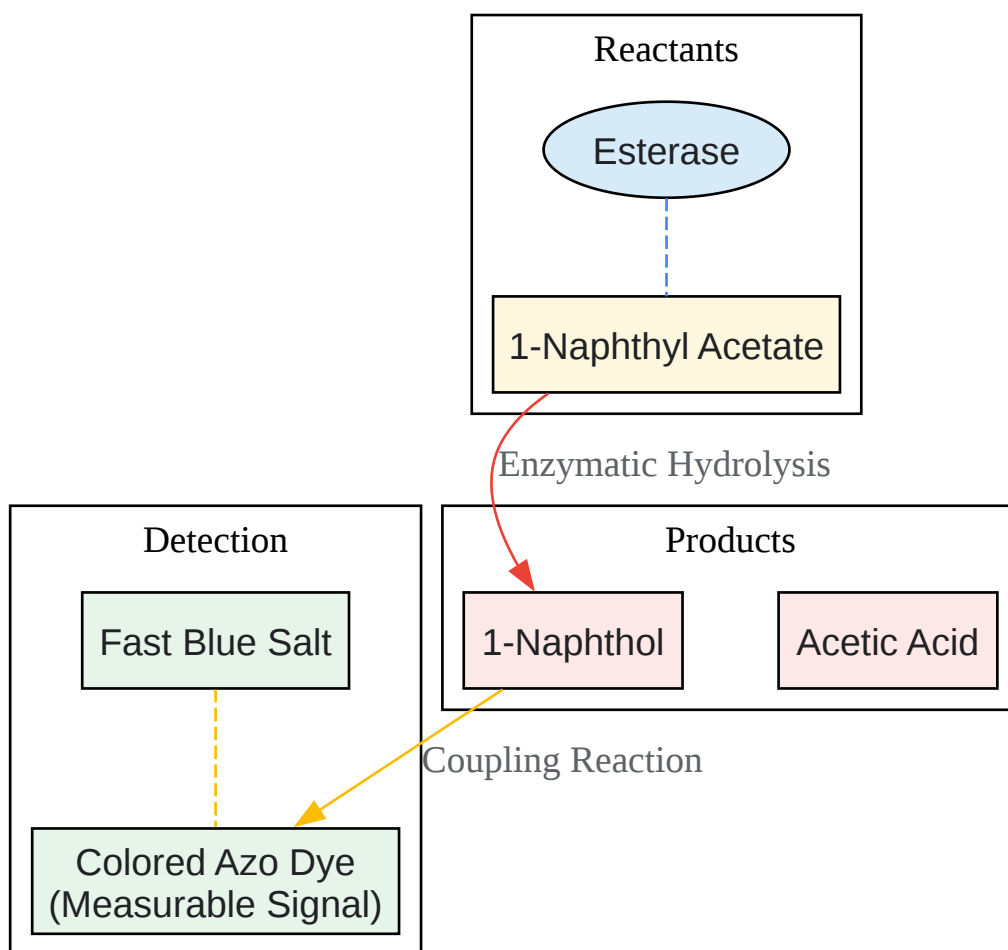 Reactants
Esterase
1-Naphthyl Acetate
Enzymatic Hydrolysis
Detection
Products
Fast Blue Salt
1-Naphthol
Acetic Acid
Coupling Reaction
Colored Azo Dye
(Measurable Signal)